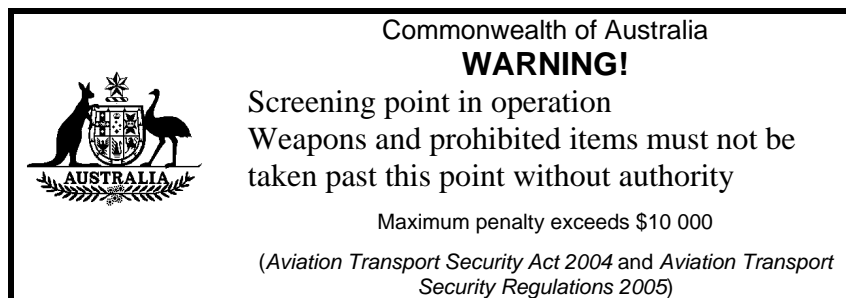 Commonwealth of Australia
WARNING!
Screening point in operation
Weapons and prohibited items must not be
taken past this point without authority
AUSTRALIA
Maximum penalty exceeds $10 000
(Aviation Transport Security Act 2004 and Aviation Transport
Security Regulations 2005)